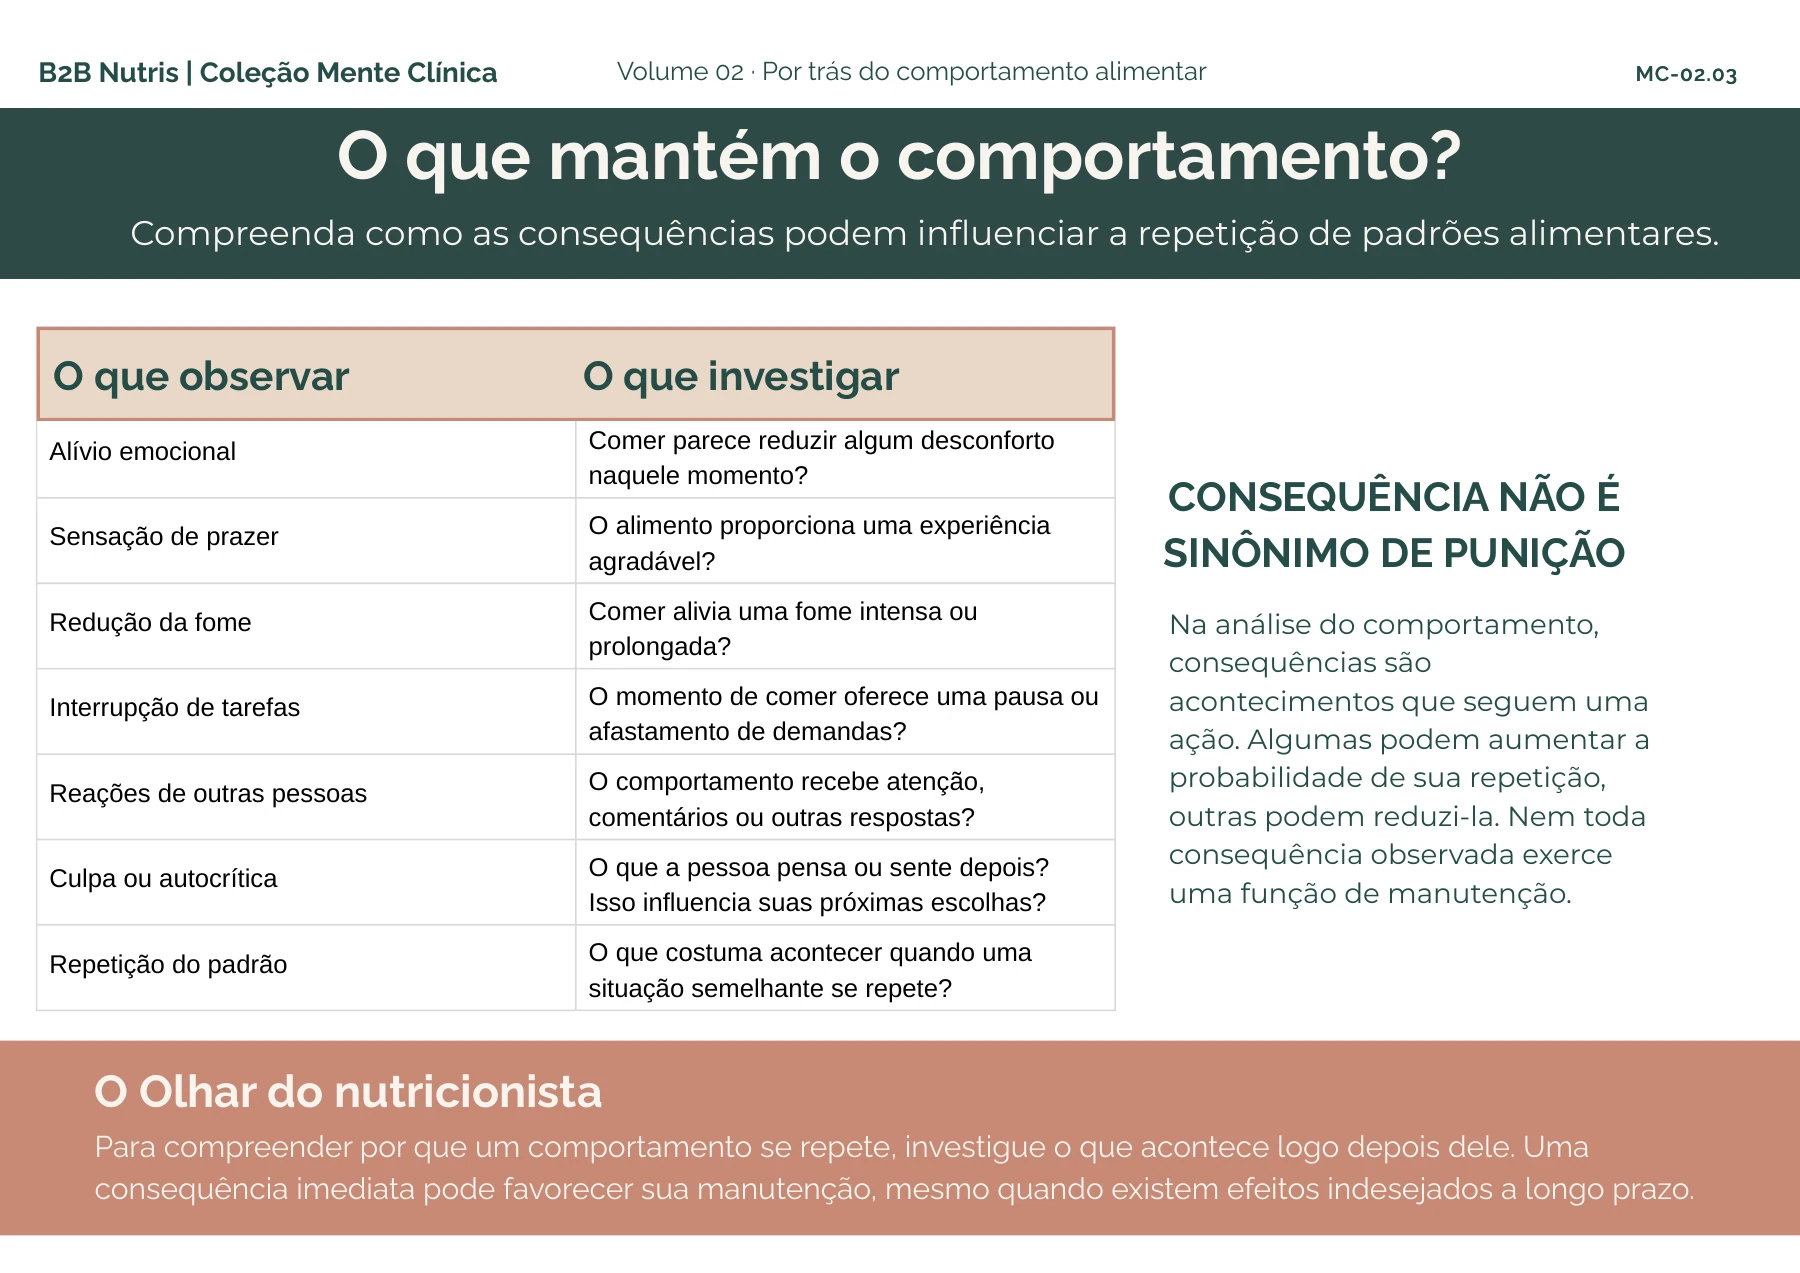 B2B Nutris | Coleção Mente Clínica
Volume 02 · Por trás do comportamento alimentar
MC-02.03
O que mantém o comportamento?
Compreenda como as consequências podem influenciar a repetição de padrões alimentares.
O que observar
O que investigar
Alívio emocional
Comer parece reduzir algum desconforto
naquele momento?
Sensação de prazer
O alimento proporciona uma experiência
agradável?
Redução da fome
Comer alivia uma fome intensa ou
prolongada?
Interrupção de tarefas
O momento de comer oferece uma pausa ou
afastamento de demandas?
Reações de outras pessoas
O comportamento recebe atenção,
comentários ou outras respostas?
Culpa ou autocrítica
O que a pessoa pensa ou sente depois?
Isso influencia suas próximas escolhas?
Repetição do padrão
O que costuma acontecer quando uma
situação semelhante se repete?
CONSEQUÊNCIA NÃO É
SINÔNIMO DE PUNIÇÃO
Na análise do comportamento,
consequências são
acontecimentos que seguem uma
ação. Algumas podem aumentar a
probabilidade de sua repetição,
outras podem reduzi-la. Nem toda
consequência observada exerce
uma função de manutenção.
O Olhar do nutricionista
Para compreender por que um comportamento se repete, investigue o que acontece logo depois dele. Uma
consequência imediata pode favorecer sua manutenção, mesmo quando existem efeitos indesejados a longo prazo.